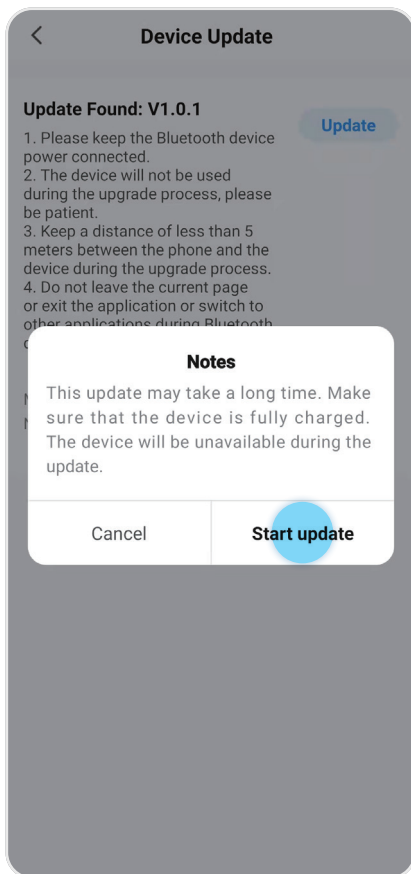 Device Update
Update Found: V1.0.1
Update
1. Please keep the Bluetooth device
power connected.
2. The device will not be used
during the upgrade process, please
be patient.
3. Keep a distance of less than 5
meters between the phone and the
device during the upgrade process.
4. Do not leave the current page
or exit the application or switch to
other applications during Bluetooth
Notes
This update may take a long time. Make
sure that the device is fully charged.
The device will be unavailable during the
update.
Cancel
Start update